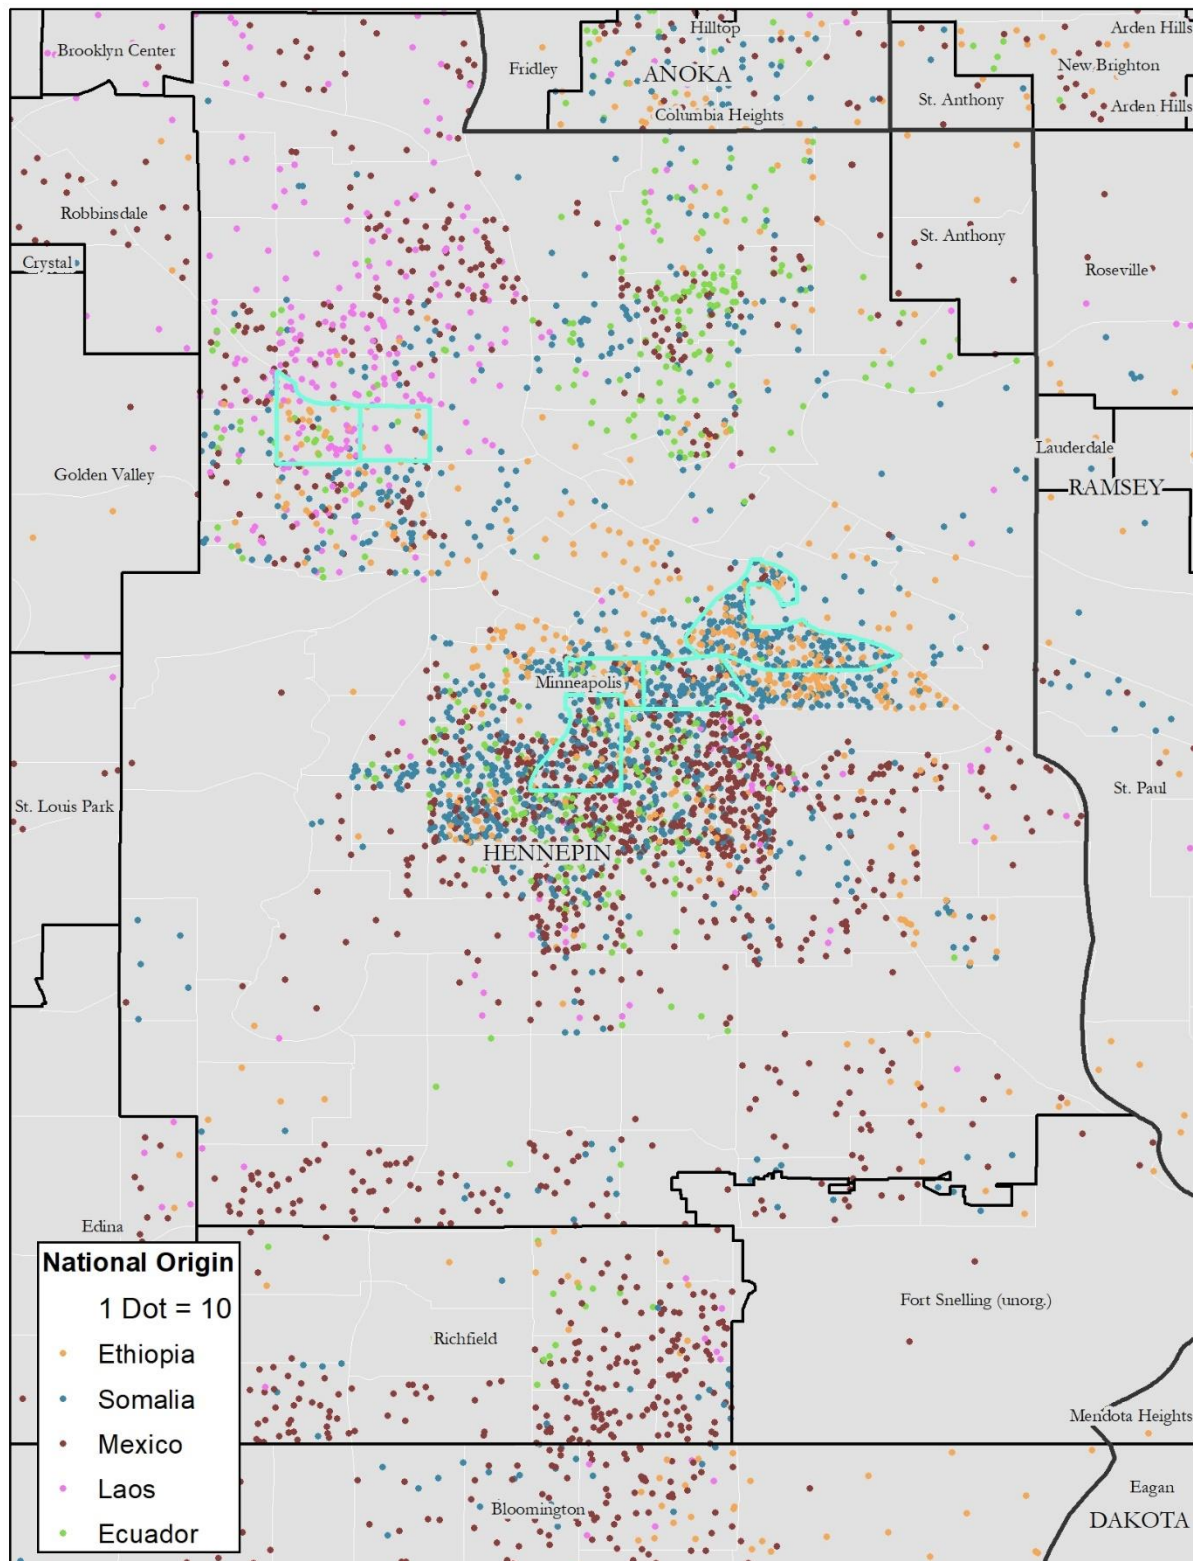 Hilltop
Arden Hills
Brooklyn Center
Fridley
ANOKA
New Brighton
St. Anthony
Arden Hills
Columbia Heights
Robbinsdale
St. Anthony
Crystal
Roseville
Lauderdale
Golden Valley
RAMSEY
Minneapolis
St. Louis Park
St. Paul
HENNEPIN
Edina
National Origin
1 Dot = 10
Ethiopia
Somalia
Mexico
Laos
Ecuador
Fort Snelling (unorg.)
Richfield
Mendota Heights
Bloomington
Eagan
DAKOTA